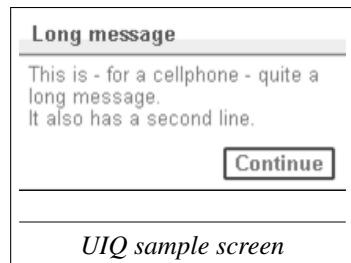 Long message
This is - for a cellphone - quite a
long message.
It also has a second line.
Continue
UIQ sample screen